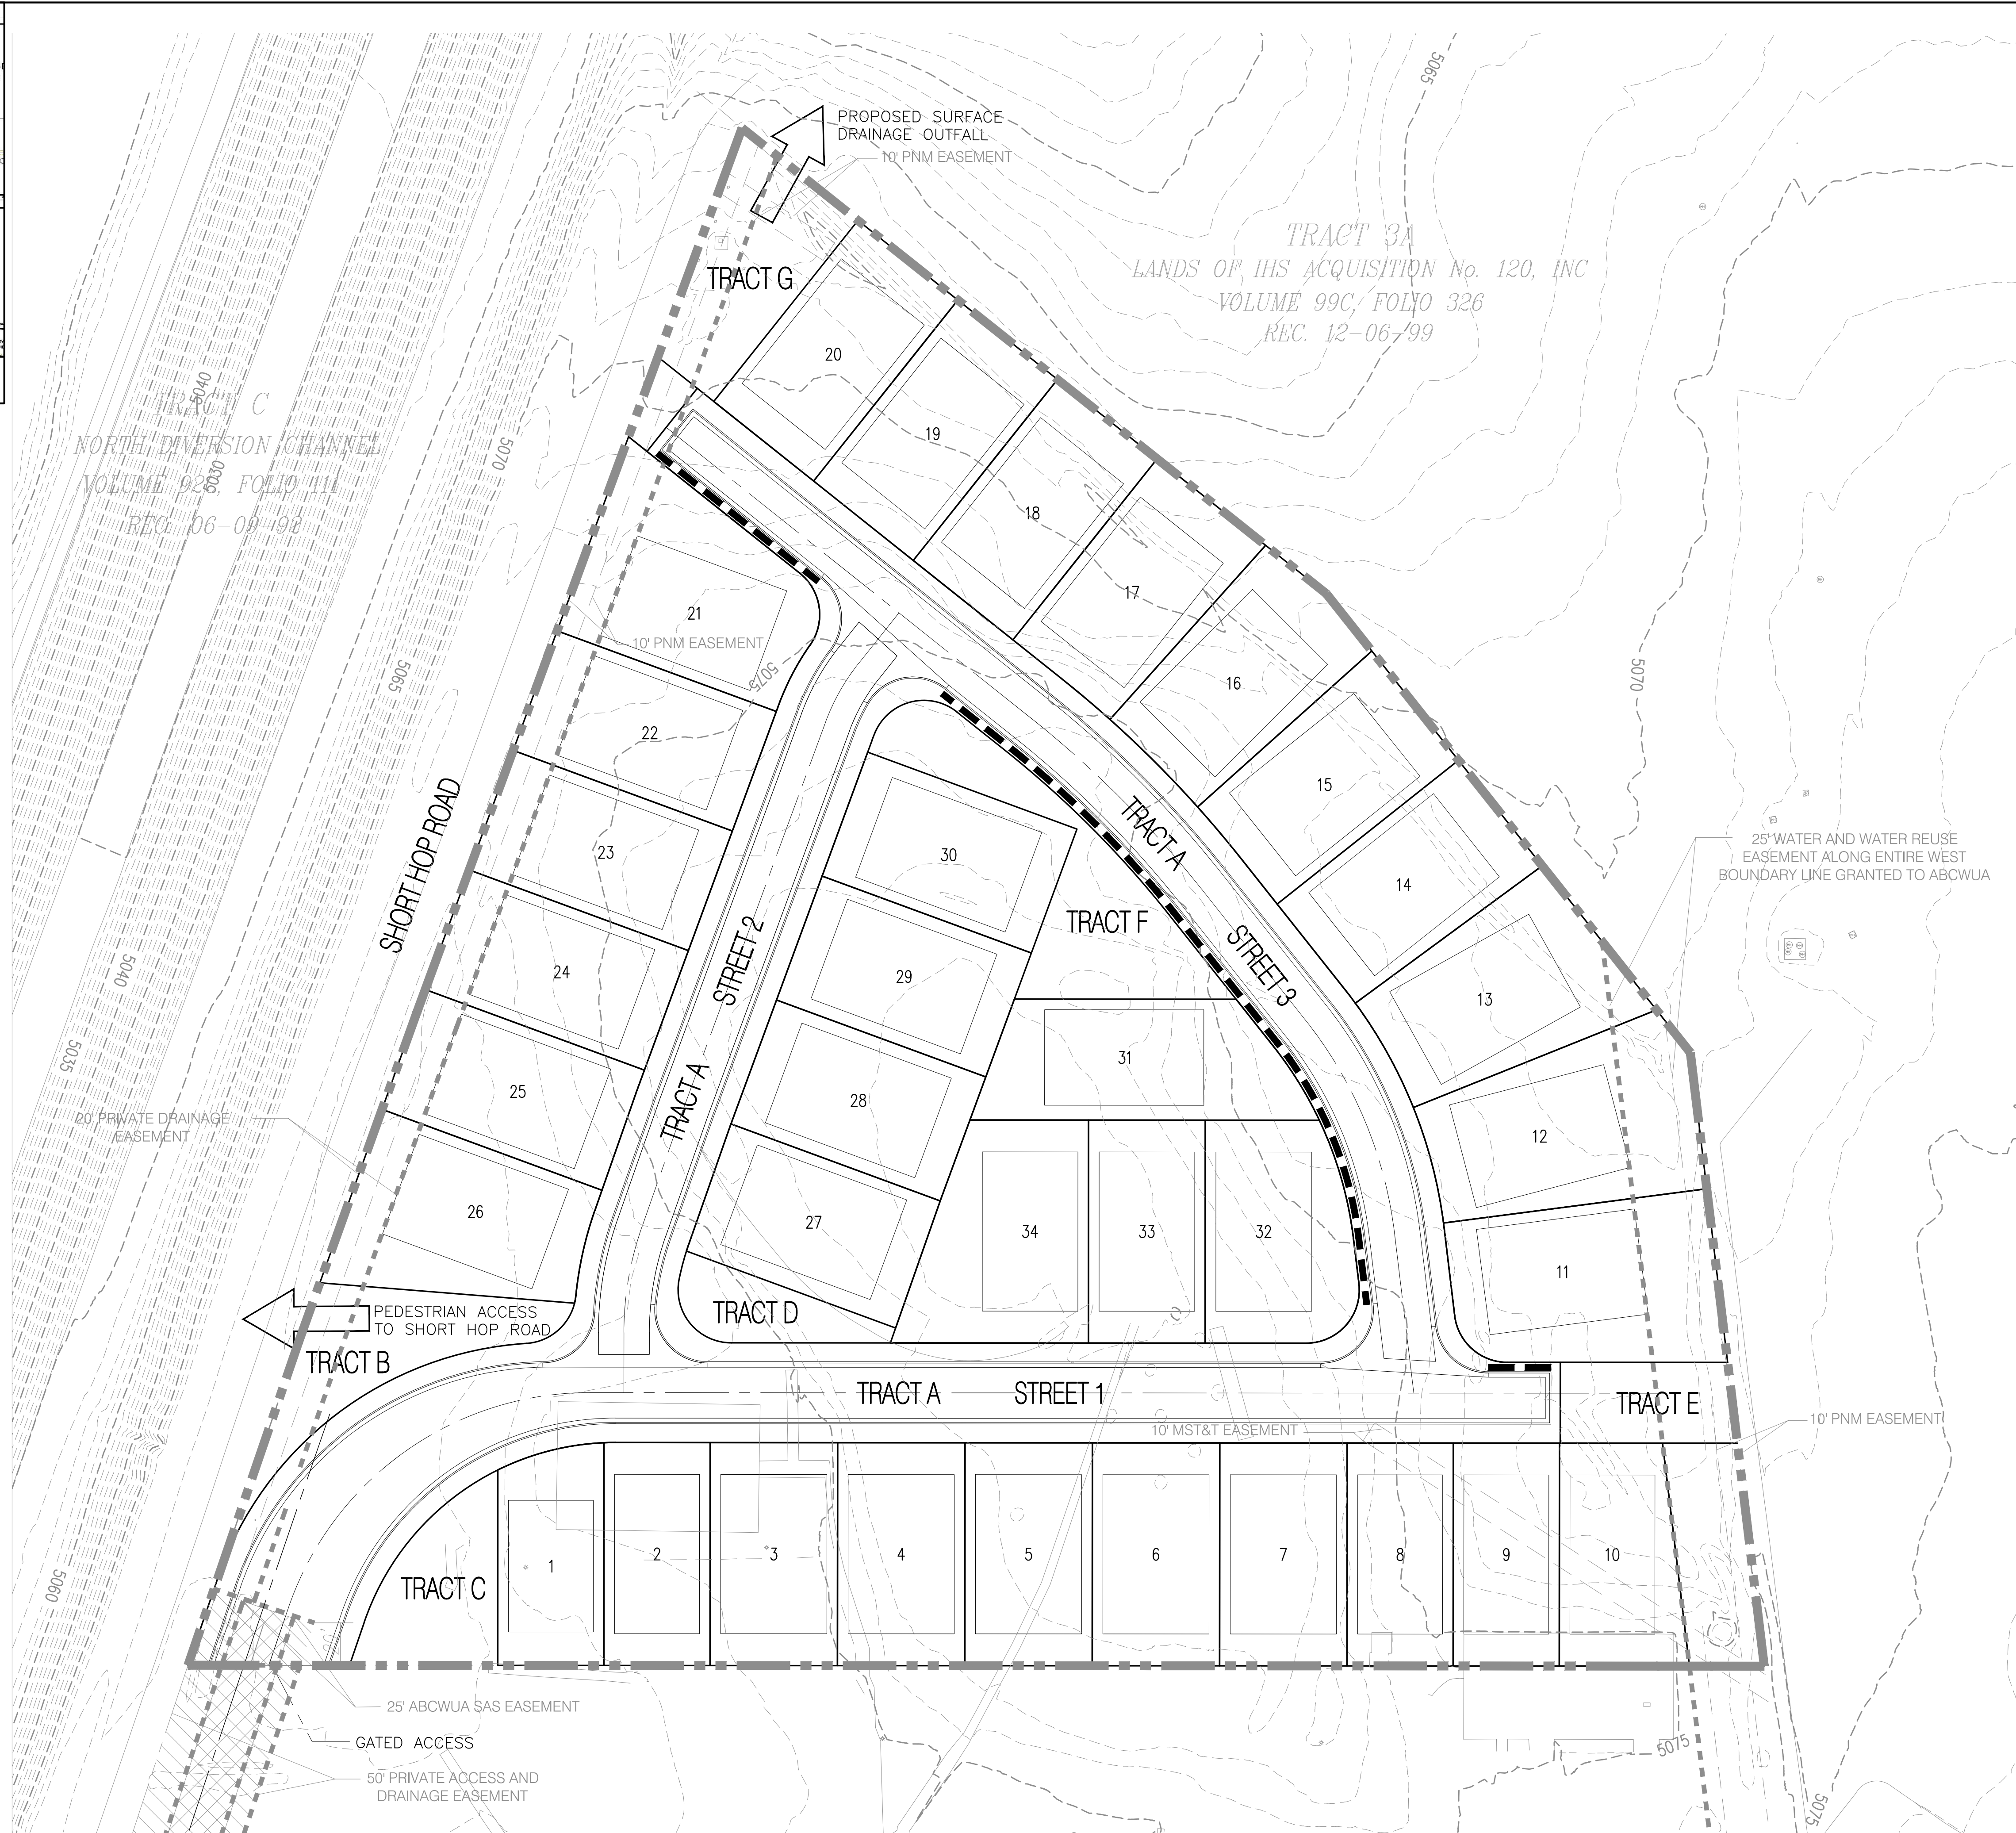 5065
PROPOSED SURFACE
DRAINAGE OUTFALL
10' PNM EASEMENT
TRACT 3A
LANDS OF IHS ACQUISITION No. 120, INC
VOLUME 99C, FOLIO 326
REC. 12-06-99
TRACT G
20
19
18
17
16
15
14
13
12
11
5040
TRACT C
NORTH DIVERSION CHANNEL
5030
5070
REC. 06-09-92
21
10' PNM EASEMENT
5075
5065
5070
22
23
24
25
26
SHORT HOP ROAD
STREET 2
TRACT A
30
29
28
27
TRACT F
TRACT A
STREET 3
31
34
33
32
25' WATER AND WATER REUSE
EASEMENT ALONG ENTIRE WEST
BOUNDARY LINE GRANTED TO ABCWUA
5040
5035
20' PRIVATE DRAINAGE
EASEMENT
PEDESTRIAN ACCESS
TO SHORT HOP ROAD
TRACT B
TRACT D
TRACT A
STREET 1
TRACT E
10' MST&T EASEMENT
10' PNM EASEMENT
TRACT C
1
2
3
4
5
6
7
8
9
10
5060
25' ABCWUA SAS EASEMENT
GATED ACCESS
50' PRIVATE ACCESS AND
DRAINAGE EASEMENT
5075
5075